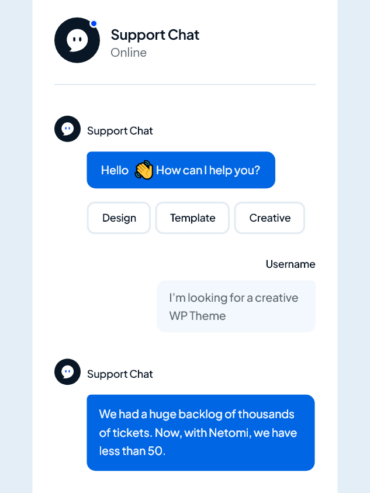 Support Chat
Online
Support Chat
Hello 👋 How can I help you?
Design
Template
Creative
Username
I'm looking for a creative
WP Theme
Support Chat
We had a huge backlog of thousands
of tickets. Now, with Netomi, we have
less than 50.